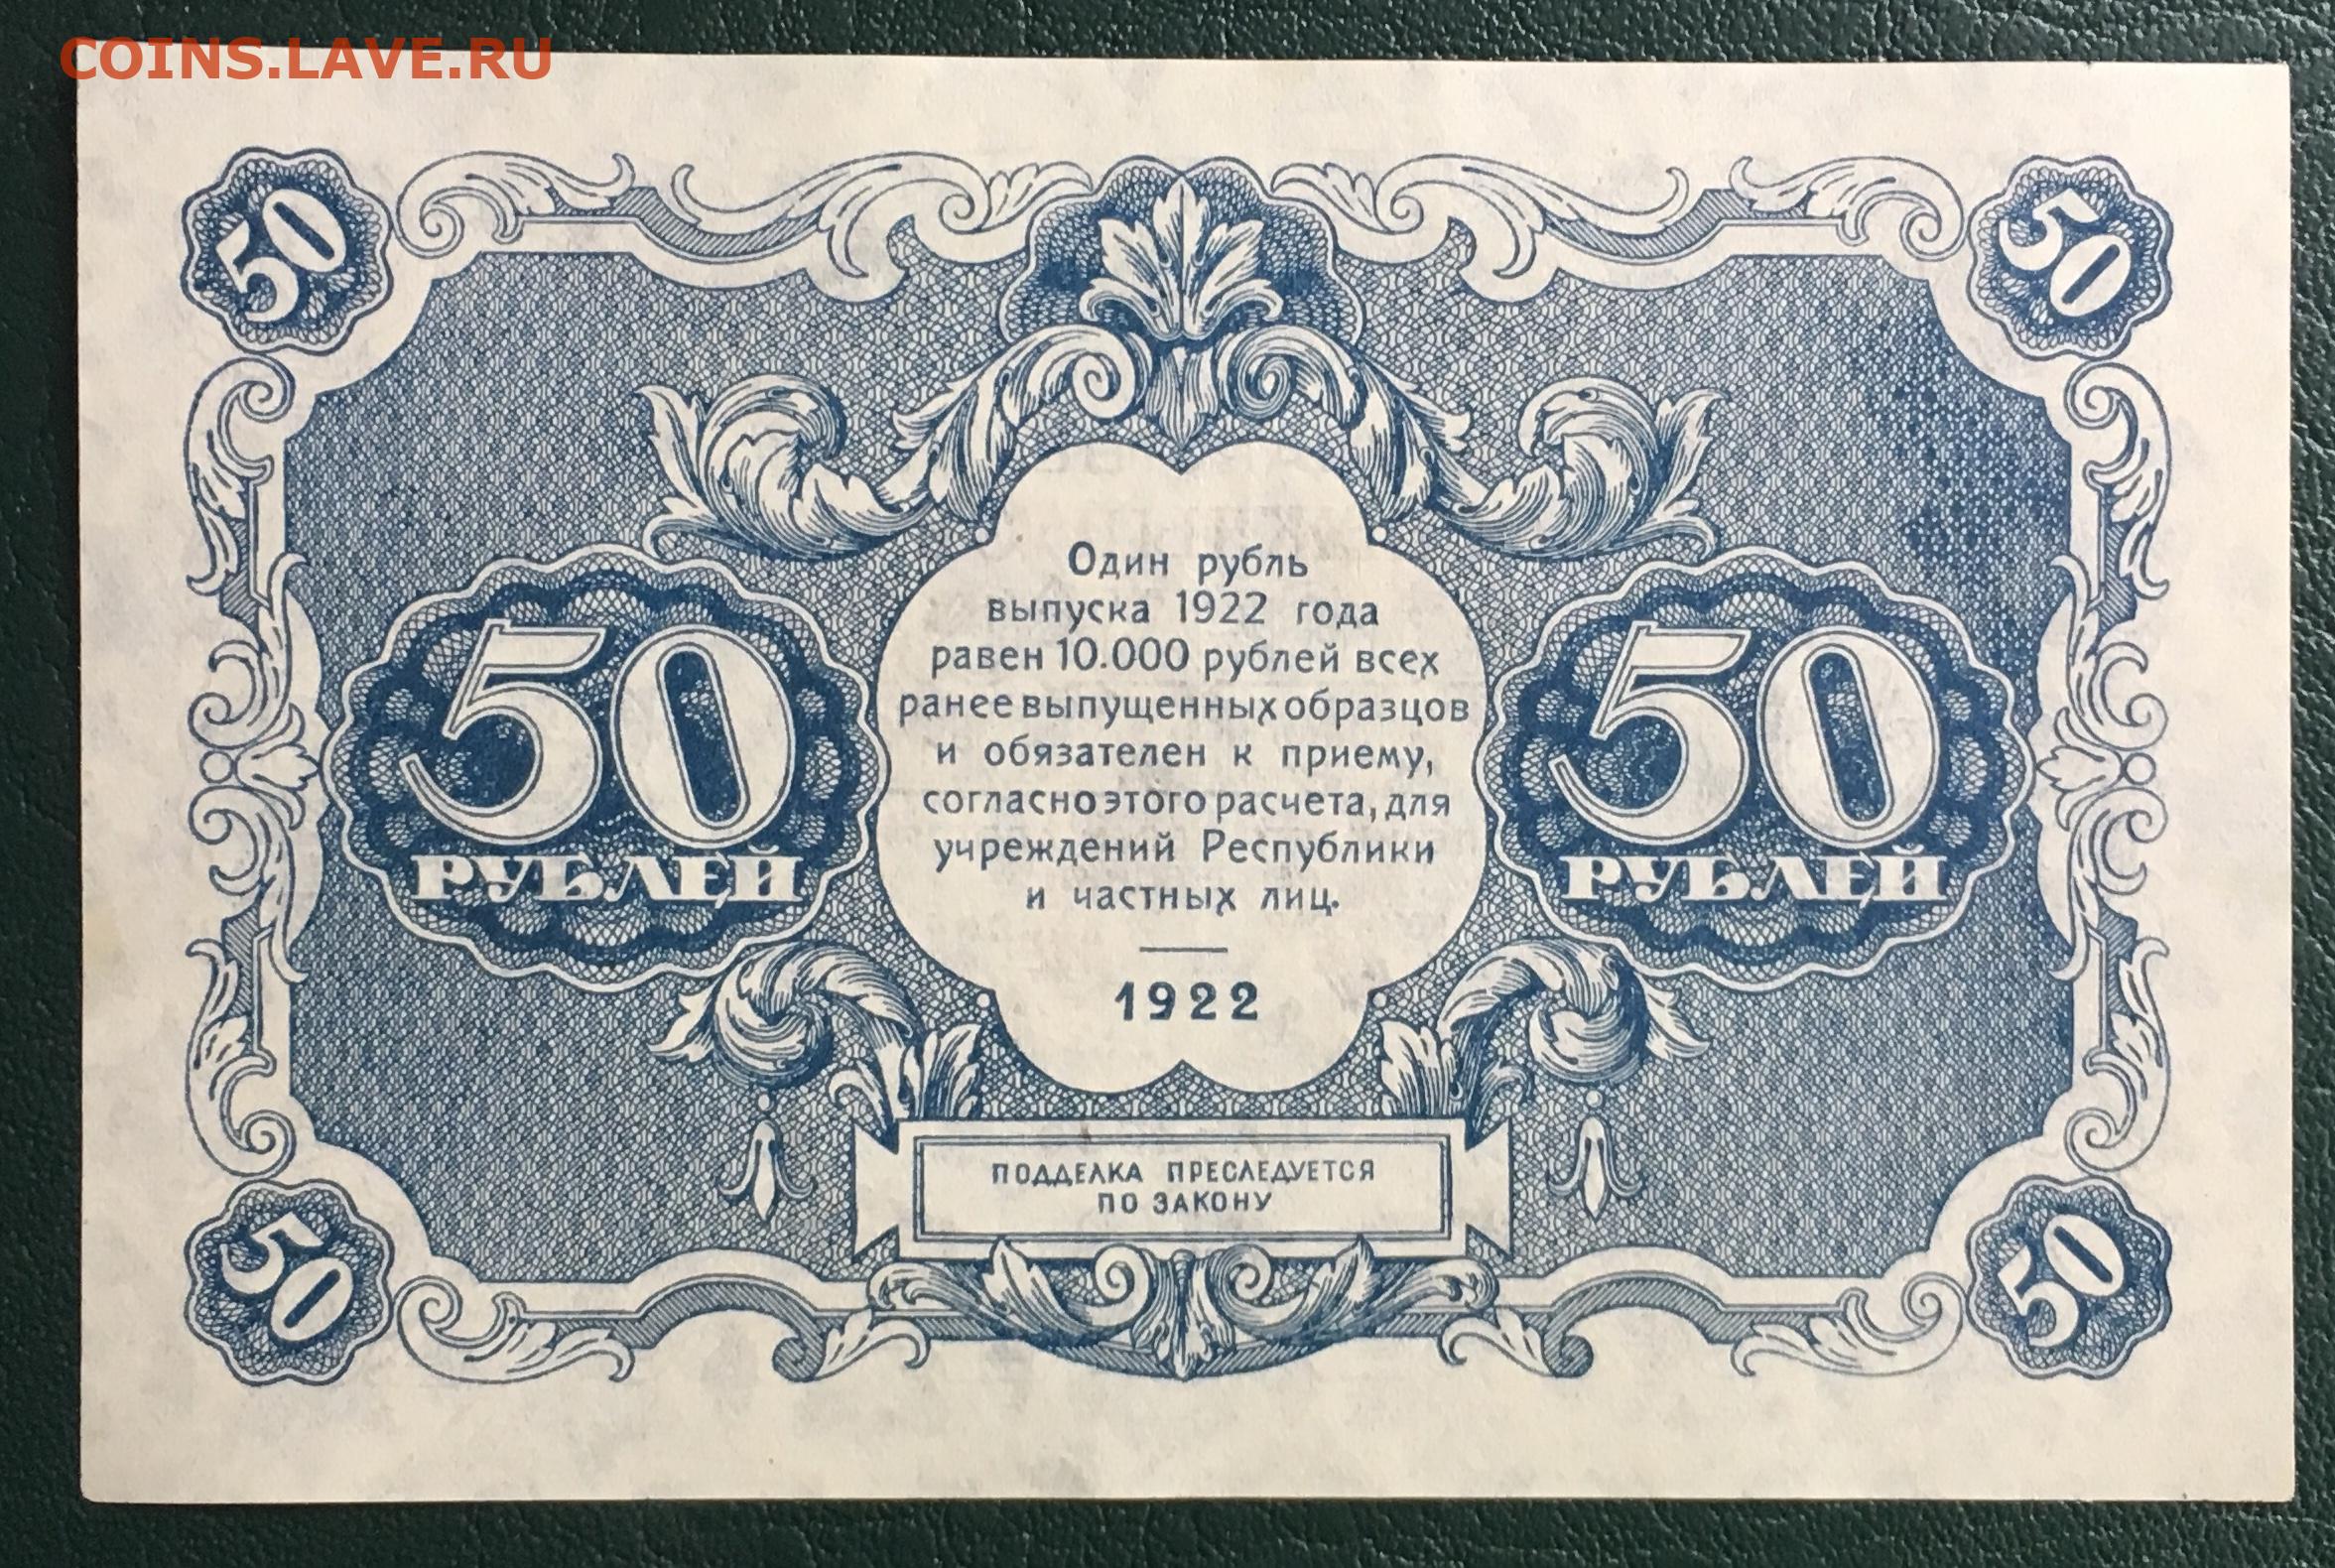 COINS.LAVE.RU
50
50
Один рубль
выпуска 1922 года
равен 10.000 рублей всех
ранее выпущенных образцов
и обязателен к приему,
согласно этого расчета, для
учреждений Республики
и частных лиц.
1922
50
РУБЛЕЙ
50
РУБЛЕЙ
ПОДДЕЛКА ПРЕСЛЕДУЕТСЯ
ПО ЗАКОНУ
50
50